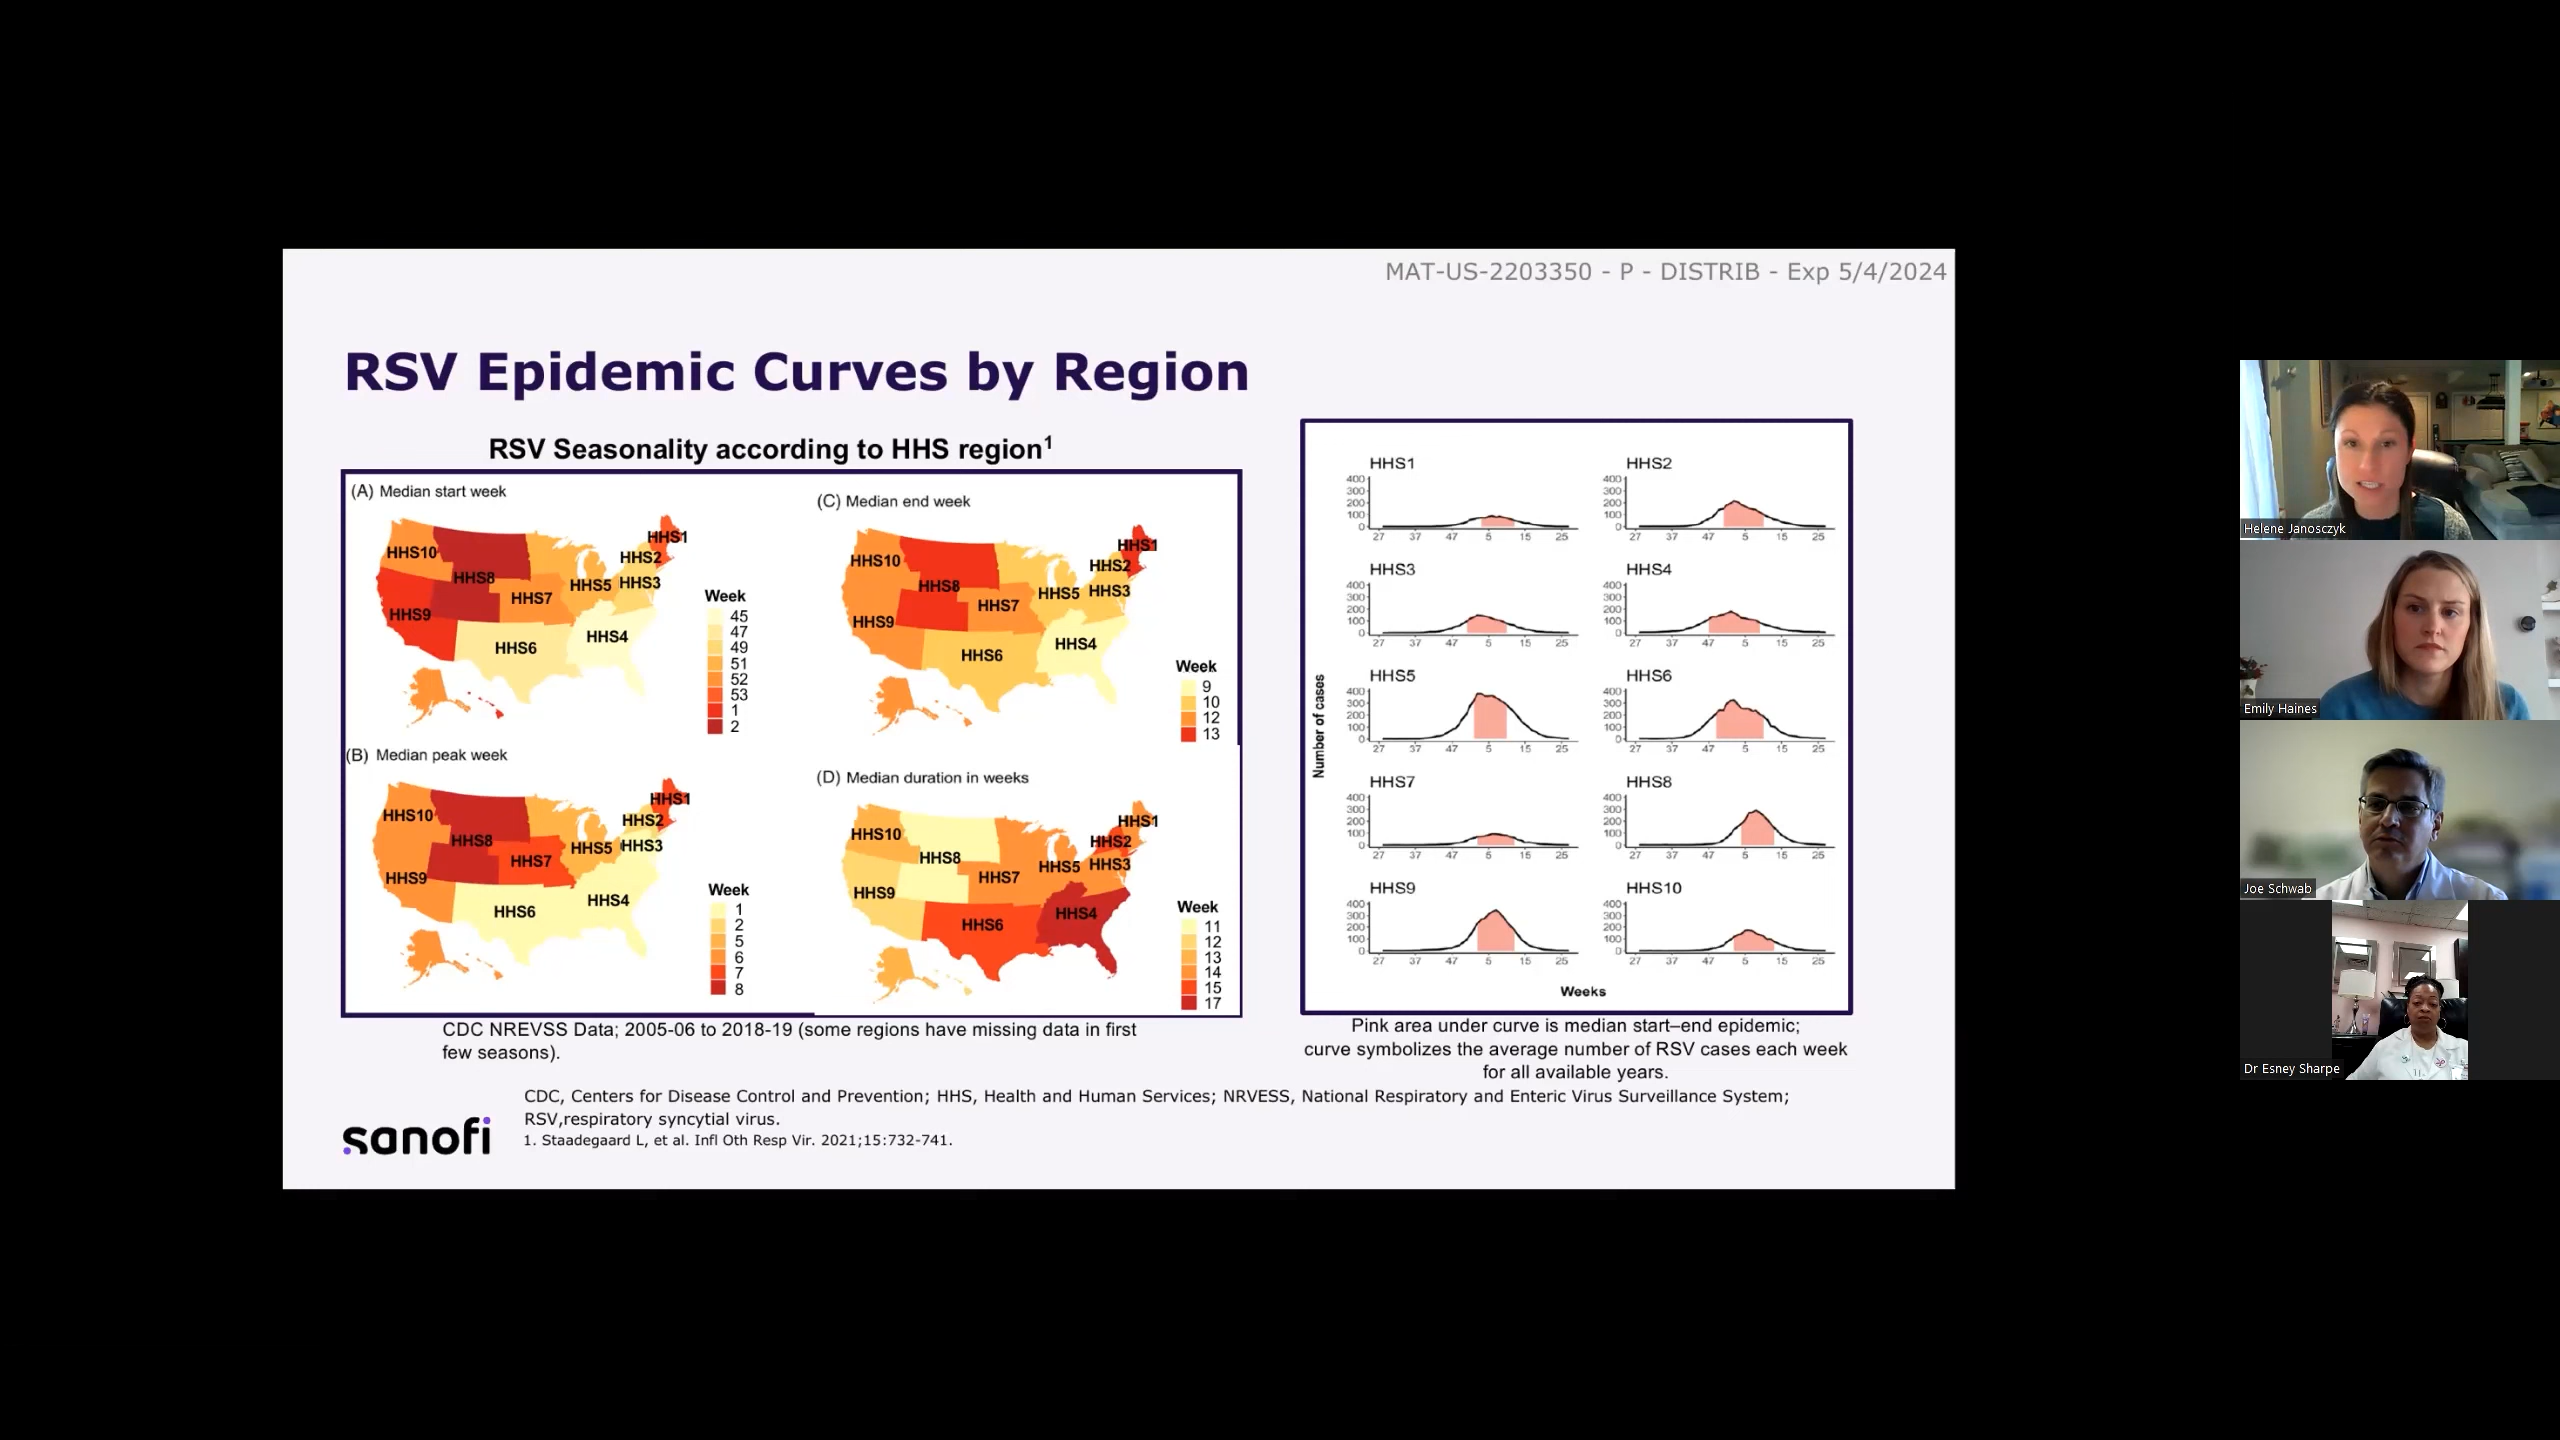 MAT-US-2203350 - P - DISTRIB - Exp 5/4/2024
RSV Epidemic Curves by Region
RSV Seasonality according to HHS region1
(A) Median start week
HHS10
HHS8
HHS9
HHS7
HHS6
HHS5
HHS4
HHS3
HHS2
HHS1
Week
45
47
49
51
52
53
1
2
(C) Median end week
HHS10
HHS8
HHS9
HHS7
HHS6
HHS5
HHS4
HHS3
HHS2
HHS1
Week
9
10
12
13
(B) Median peak week
HHS10
HHS8
HHS9
HHS7
HHS6
HHS5
HHS4
HHS3
HHS2
HHS1
Week
1
2
5
6
7
8
(D) Median duration in weeks
HHS10
HHS8
HHS9
HHS7
HHS6
HHS5
HHS4
HHS3
HHS2
HHS1
Week
11
12
13
14
15
17
CDC NREVSS Data; 2005-06 to 2018-19 (some regions have missing data in first
few seasons).
Number of cases
HHS1
400
300
200
100
0
27 37 47 5 15 25
HHS2
400
300
200
100
0
27 37 47 5 15 25
HHS3
400
300
200
100
0
27 37 47 5 15 25
HHS4
400
300
200
100
0
27 37 47 5 15 25
HHS5
400
300
200
100
0
27 37 47 5 15 25
HHS6
400
300
200
100
0
27 37 47 5 15 25
HHS7
400
300
200
100
0
27 37 47 5 15 25
HHS8
400
300
200
100
0
27 37 47 5 15 25
HHS9
400
300
200
100
0
27 37 47 5 15 25
HHS10
400
300
200
100
0
27 37 47 5 15 25
Weeks
Pink area under curve is median start–end epidemic;
curve symbolizes the average number of RSV cases each week
for all available years.
CDC, Centers for Disease Control and Prevention; HHS, Health and Human Services; NRVESS, National Respiratory and Enteric Virus Surveillance System;
RSV,respiratory syncytial virus.
1. Staadegaard L, et al. Infl Oth Resp Vir. 2021;15:732-741.
sanofi
Helene Janosczyk
Emily Haines
Joe Schwab
Dr Esney Sharpe